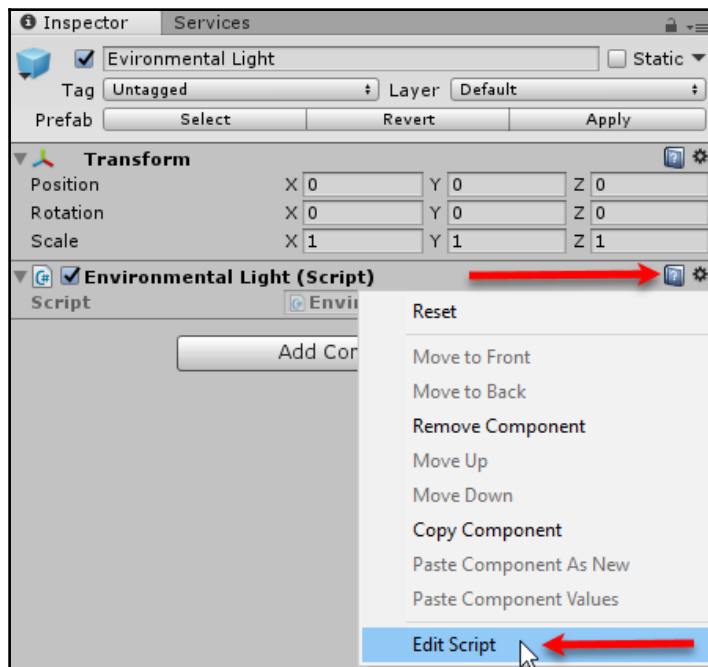 Inspector Services
Evironmental Light Static
Tag Untagged Layer Default
Prefab Select Revert Apply
Transform
Position X 0 Y 0 Z 0
Rotation X 0 Y 0 Z 0
Scale X 1 Y 1 Z 1
Environmental Light (Script)
Script Envi
Add Con
Reset
Move to Front
Move to Back
Remove Component
Move Up
Move Down
Copy Component
Paste Component As New
Paste Component Values
Edit Script